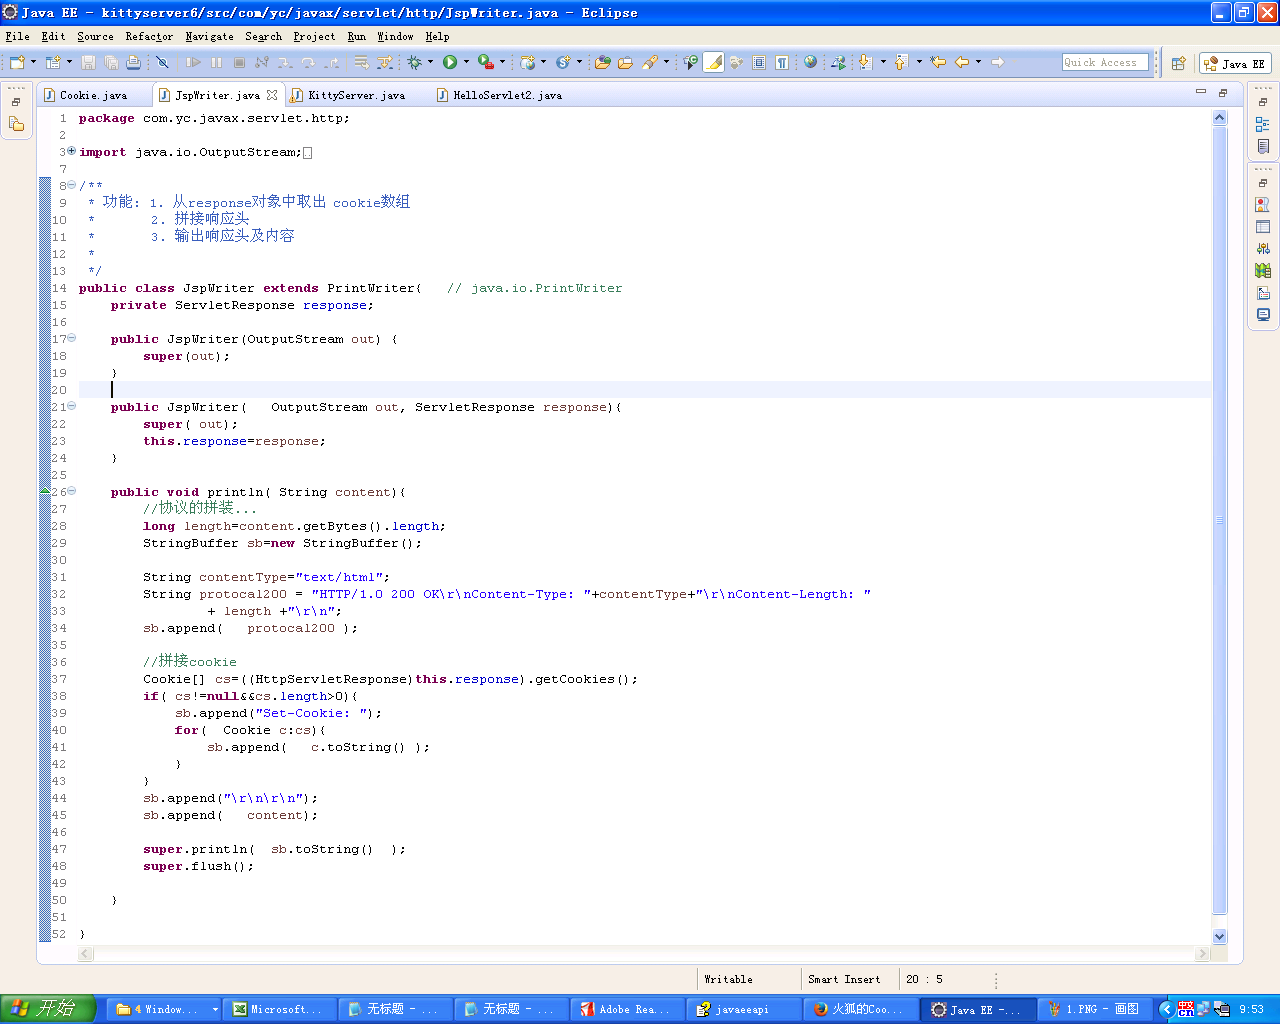 Java EE - kittyserver6/src/com/yc/javax/servlet/http/JspWriter.java - Eclipse
File Edit Source Refactor Navigate Search Project Run Window Help
Quick Access
Java EE
Cookie.java JspWriter.java KittyServer.java HelloServlet2.java
1 package com.yc.javax.servlet.http;
2
3 import java.io.OutputStream;
7
8 /**
9 * 功能: 1. 从response对象中取出 cookie数组
10 * 2. 拼接响应头
11 * 3. 输出响应头及内容
12 *
13 */
14 public class JspWriter extends PrintWriter{ // java.io.PrintWriter
15 private ServletResponse response;
16
17 public JspWriter(OutputStream out) {
18 super(out);
19 }
20
21 public JspWriter( OutputStream out, ServletResponse response){
22 super( out);
23 this.response=response;
24 }
25
26 public void println( String content){
27 //协议的拼装...
28 long length=content.getBytes().length;
29 StringBuffer sb=new StringBuffer();
30
31 String contentType="text/html";
32 String protocal200 = "HTTP/1.0 200 OK\r\nContent-Type: "+contentType+"\r\nContent-Length: "
33 + length +"\r\n";
34 sb.append( protocal200 );
35
36 //拼接cookie
37 Cookie[] cs=((HttpServletResponse)this.response).getCookies();
38 if( cs!=null&&cs.length>0){
39 sb.append("Set-Cookie: ");
40 for( Cookie c:cs){
41 sb.append( c.toString() );
42 }
43 }
44 sb.append("\r\n\r\n");
45 sb.append( content);
46
47 super.println( sb.toString() );
48 super.flush();
49
50 }
51
52 }
Writable Smart Insert 20 : 5
开始 4 Window... Microsoft... 无标题 - ... 无标题 - ... Adobe Rea... javaeeapi 火狐的Coo... Java EE -... 1.PNG - 画图 9:53